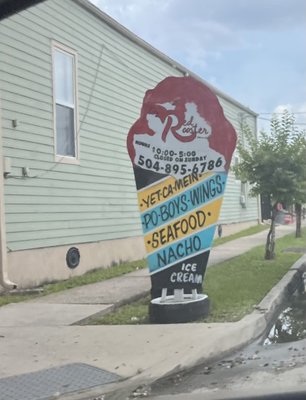 Red
Rooster
10:00-5:00
CLOSED ON SUNDAY
504-895-6786
-YET-CA-MEIN-
PO-BOYS-WINGS-
SEAFOOD
NACHO
ICE
CREAM